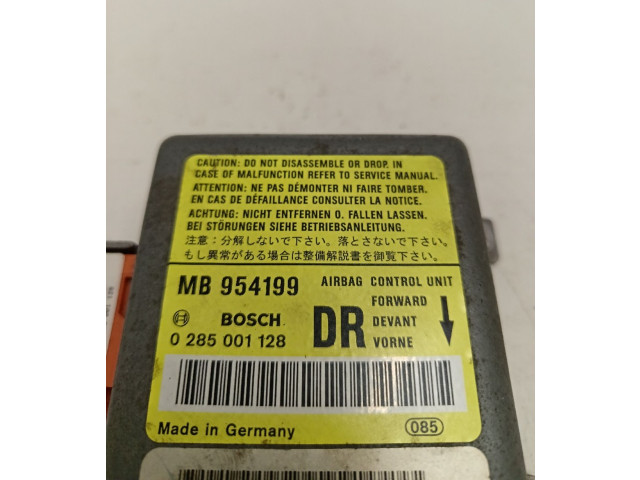 CAUTION: DO NOT DISASSEMBLE OR DROP. IN
CASE OF MALFUNCTION REFER TO SERVICE MANUAL.
ATTENTION: NE PAS DÉMONTER NI FAIRE TOMBER.
EN CAS DE DÉFAILLANCE CONSULTER LA NOTICE.
ACHTUNG: NICHT ENTFERNEN O. FALLEN LASSEN.
BEI STÖRUNGEN SIEHE BETRIEBSANLEITUNG.
注意：分解しないで下さい。落とさないで下さい。
もし異常がある場合は整備解説書を御覧下さい。
MB 954199 AIRBAG CONTROL UNIT
BOSCH
0 285 001 128
DR
FORWARD
DEVANT
VORNE
Made in Germany
085